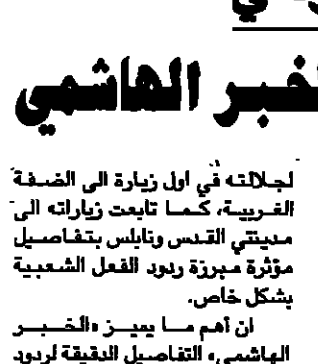 الخبر الهاشمي
لجلالته في اول زيارة الى الضفة
الغربية، كما تابعت زياراته الى
مدينتي القدس ونابلس بتفاصيل
مؤثرة مبرزة ردود الفعل الشعبية
بشكل خاص.
ان أهم ما يميز «الخبر
الهاشمي» التفاصيل الدقيقة لردود